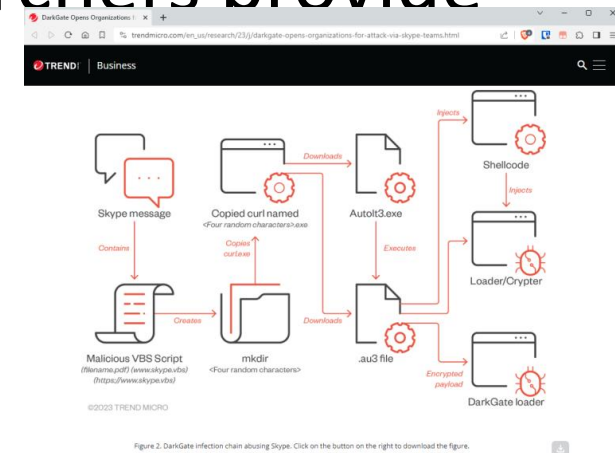 rchers provide
DarkGate Opens Organizations f
trendmicro.com/en_us/research/23/j/darkgate-opens-organizations-for-attack-via-skype-teams.html
TREND Business
Injects
Shellcode
Downloads
Skype message
Copied curl named
<Four random characters>.exe
AutoIt3.exe
Injects
Contains
Copies
curl.exe
Executes
Loader/Crypter
Creates
Downloads
Malicious VBS Script
(filename.pdf) (www.skype.vbs)
(https://www.skype.vbs)
mkdir
<Four random characters>
.au3 file
Encrypted
payload
DarkGate loader
©2023 TREND MICRO
Figure 2. DarkGate infection chain abusing Skype. Click on the button on the right to download the figure.